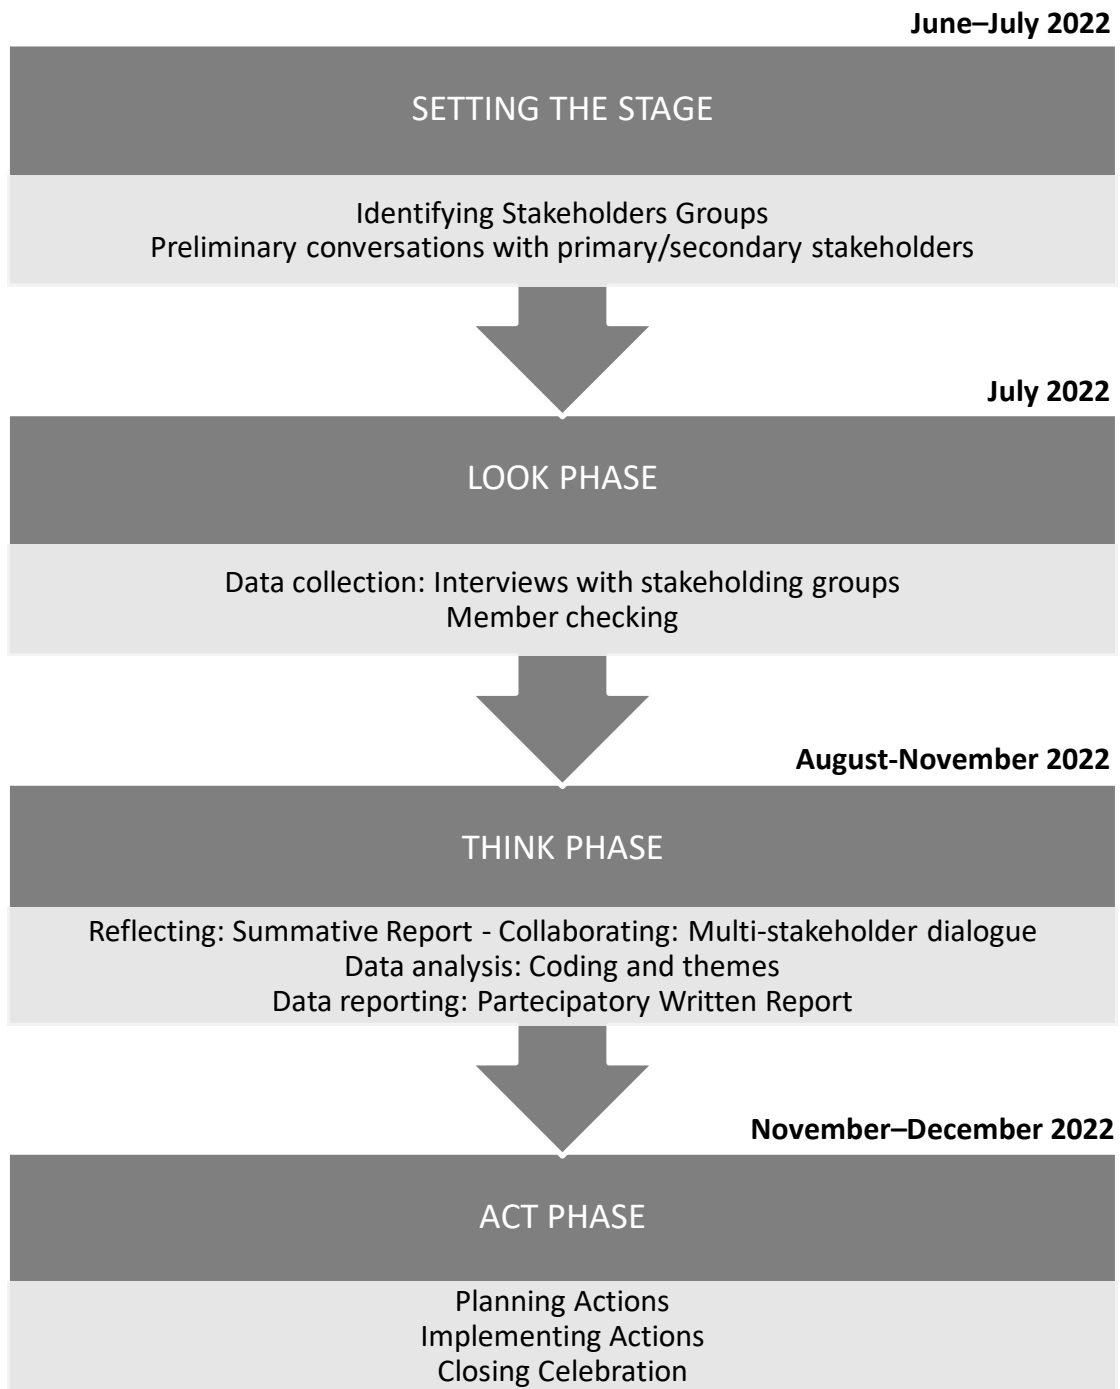 June–July 2022
SETTING THE STAGE
Identifying Stakeholders Groups
Preliminary conversations with primary/secondary stakeholders
July 2022
LOOK PHASE
Data collection: Interviews with stakeholding groups
Member checking
August-November 2022
THINK PHASE
Reflecting: Summative Report - Collaborating: Multi-stakeholder dialogue
Data analysis: Coding and themes
Data reporting: Partecipatory Written Report
November–December 2022
ACT PHASE
Planning Actions
Implementing Actions
Closing Celebration